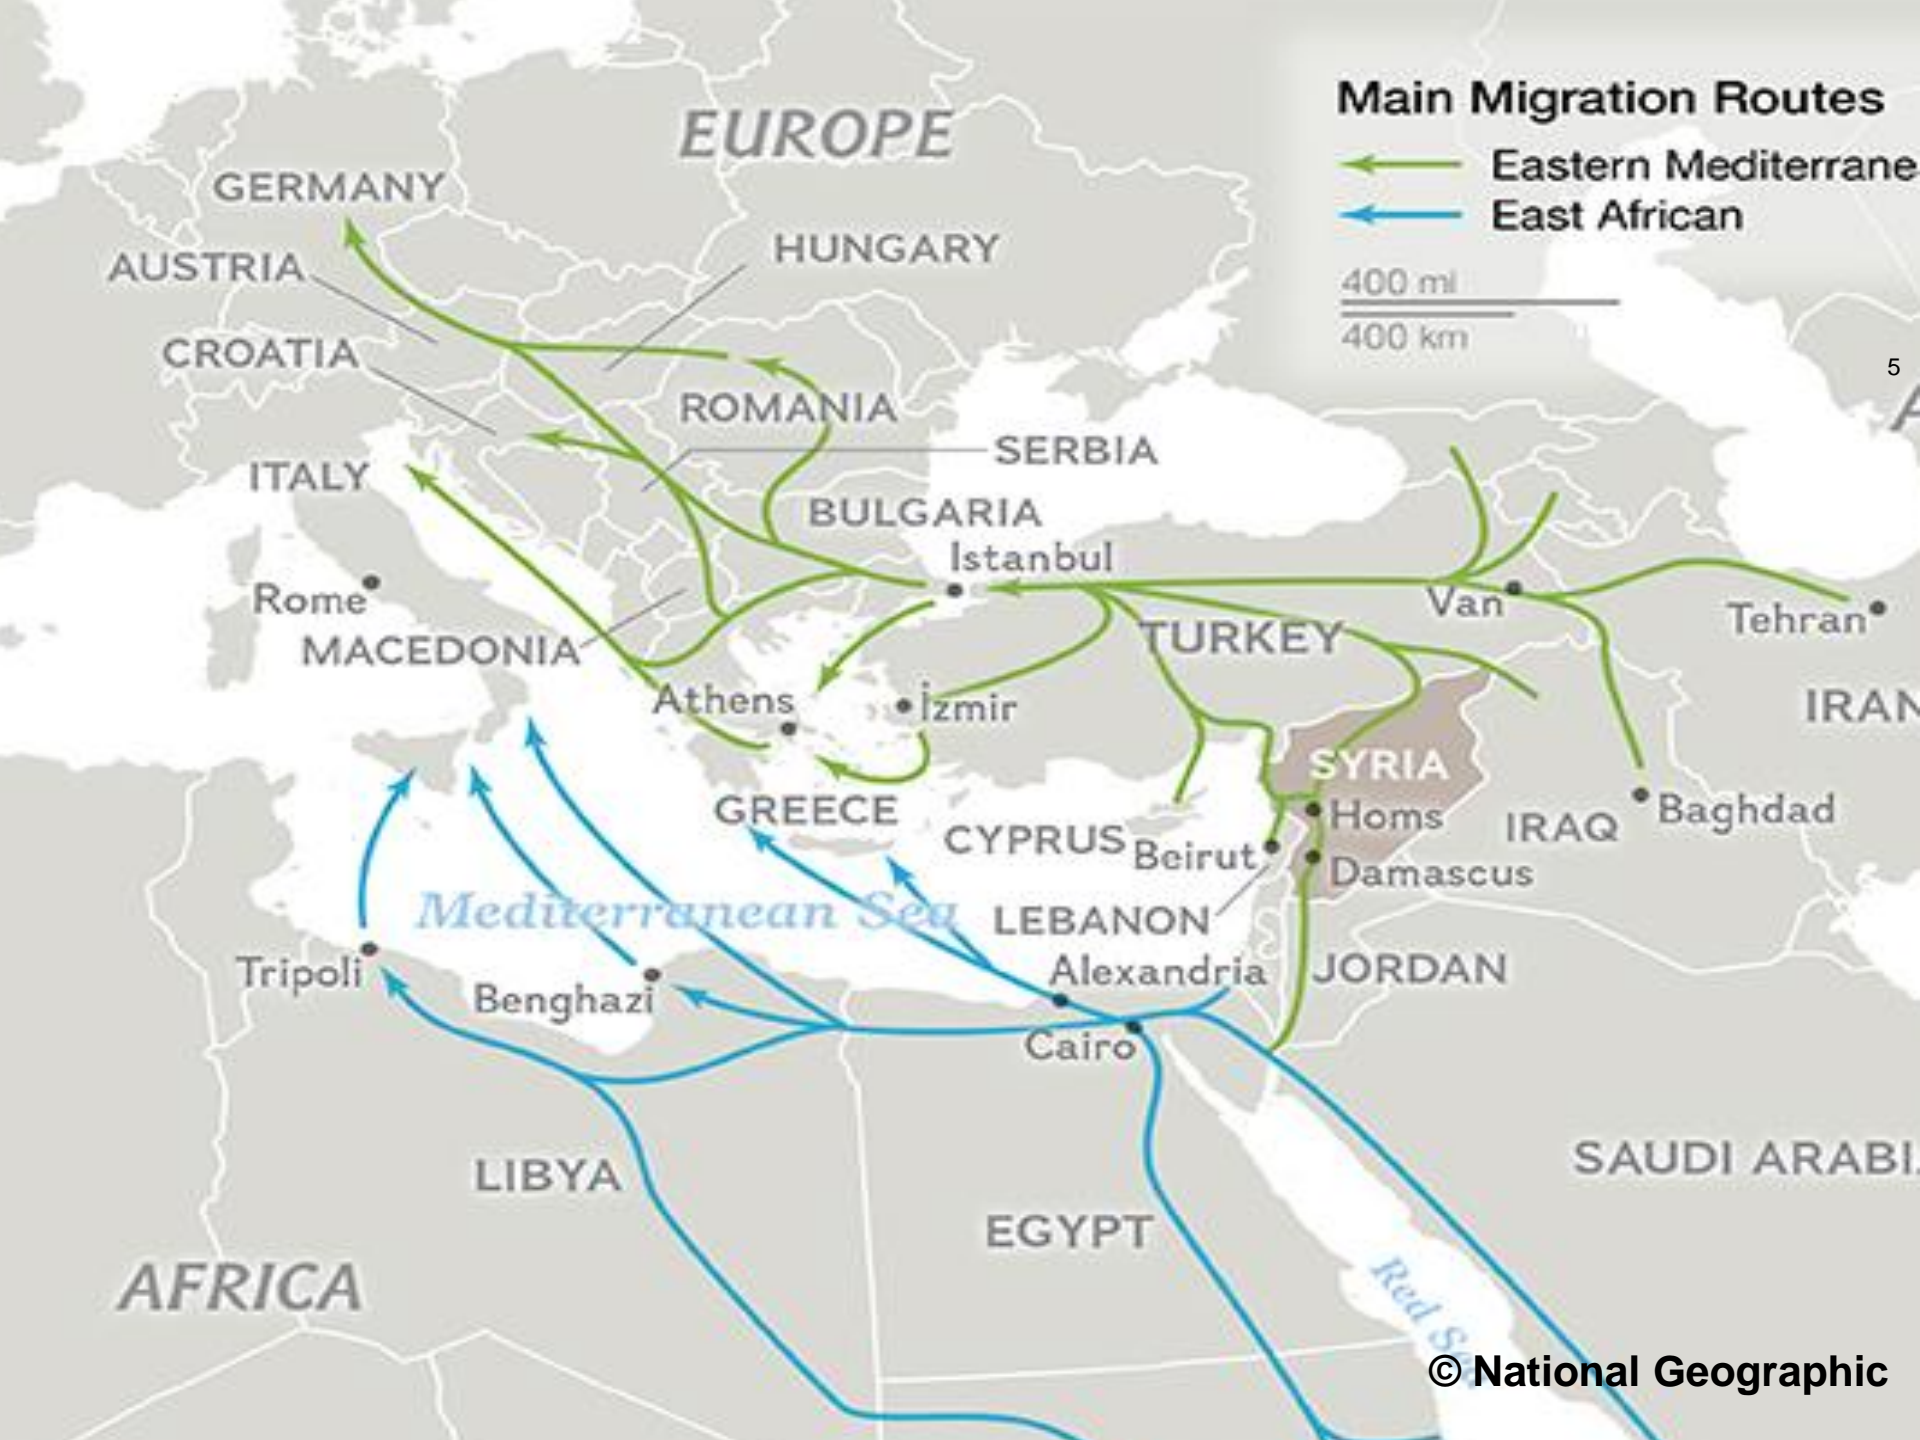 EUROPE
Main Migration Routes
Eastern Mediterrane
East African
400 mi
400 km
5
A
GERMANY
AUSTRIA
HUNGARY
CROATIA
ROMANIA
SERBIA
ITALY
BULGARIA
Istanbul
Rome
MACEDONIA
Van
Tehran
TURKEY
Athens
İzmir
IRAN
SYRIA
GREECE
Homs
IRAQ
Baghdad
CYPRUS
Beirut
Damascus
Mediterranean Sea
LEBANON
Tripoli
Benghazi
Alexandria
JORDAN
Cairo
LIBYA
SAUDI ARABI
EGYPT
AFRICA
Red Se
© National Geographic